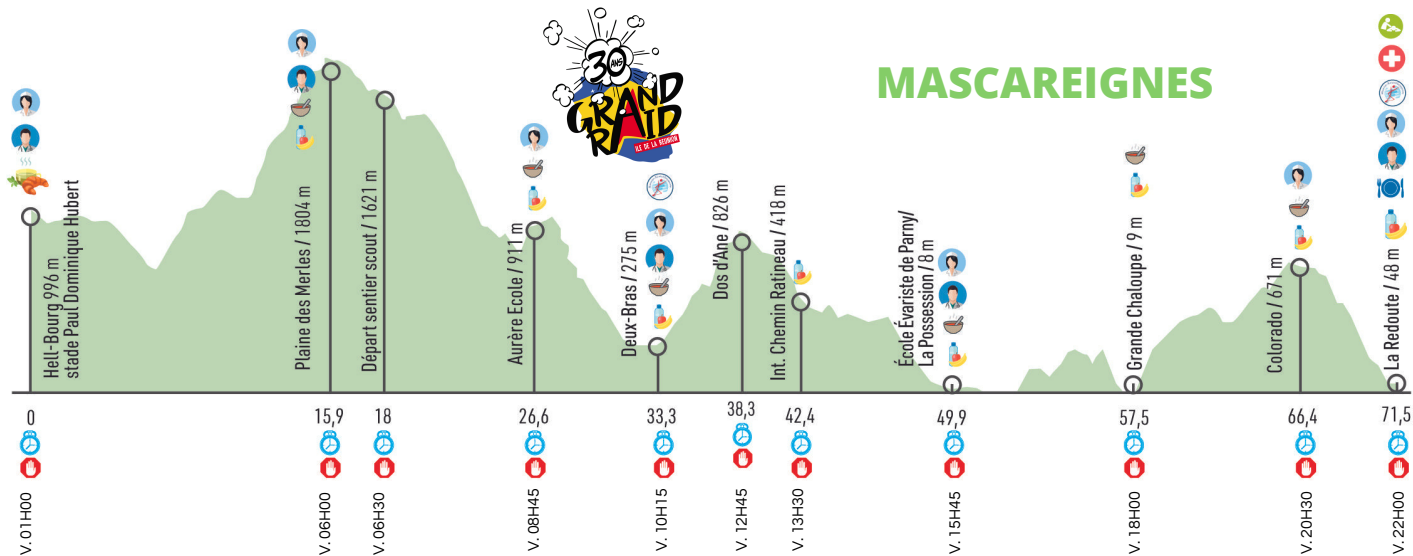 30
ANS
GRAND
RAID
ILE DE LA REUNION
MASCAREIGNES
Hell-Bourg 996 m
stade Paul Dominique Hubert
Plaine des Merles / 1804 m
Départ sentier scout / 1621 m
Aurère Ecole / 911 m
Deux-Bras / 275 m
Dos d'Ane / 826 m
Int. Chemin Ratineau / 418 m
École Évariste de Parny/
La Possession / 8 m
Grande Chaloupe / 9 m
Colorado / 671 m
La Redoute / 48 m
0
15,9
18
26,6
33,3
38,3
42,4
49,9
57,5
66,4
71,5
V. 01H00
V. 06H00
V. 06H30
V. 08H45
V. 10H15
V. 12H45
V. 13H30
V. 15H45
V. 18H00
V. 20H30
V. 22H00